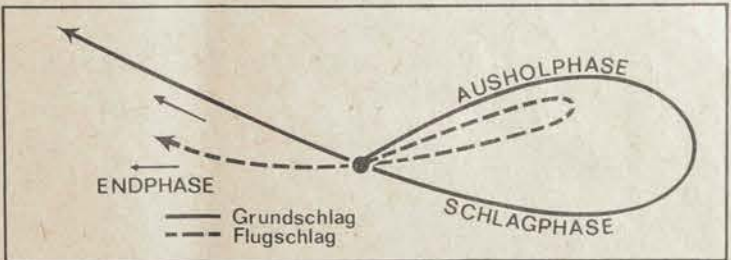 AUSHOLPHASE
ENDPHASE
SCHLAGPHASE
Grundschlag
Flugschlag